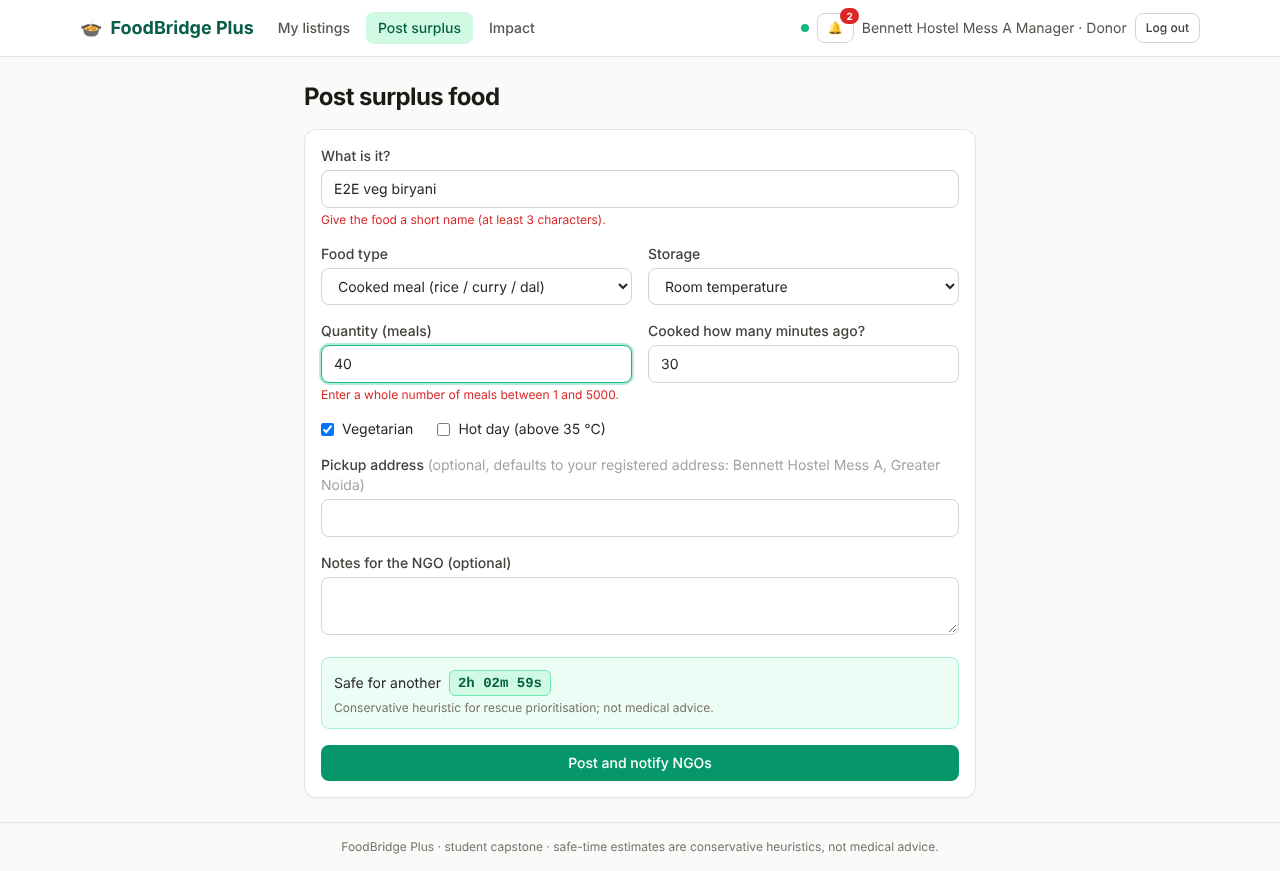 FoodBridge Plus
My listings
Post surplus
Impact
2
Bennett Hostel Mess A Manager · Donor
Log out
Post surplus food
What is it?
E2E veg biryani
Give the food a short name (at least 3 characters).
Food type
Storage
Cooked meal (rice / curry / dal)
Room temperature
Quantity (meals)
Cooked how many minutes ago?
40
30
Enter a whole number of meals between 1 and 5000.
Vegetarian
Hot day (above 35 °C)
Pickup address (optional, defaults to your registered address: Bennett Hostel Mess A, Greater
Noida)
Notes for the NGO (optional)
Safe for another 2h 02m 59s
Conservative heuristic for rescue prioritisation; not medical advice.
Post and notify NGOs
FoodBridge Plus · student capstone · safe-time estimates are conservative heuristics, not medical advice.